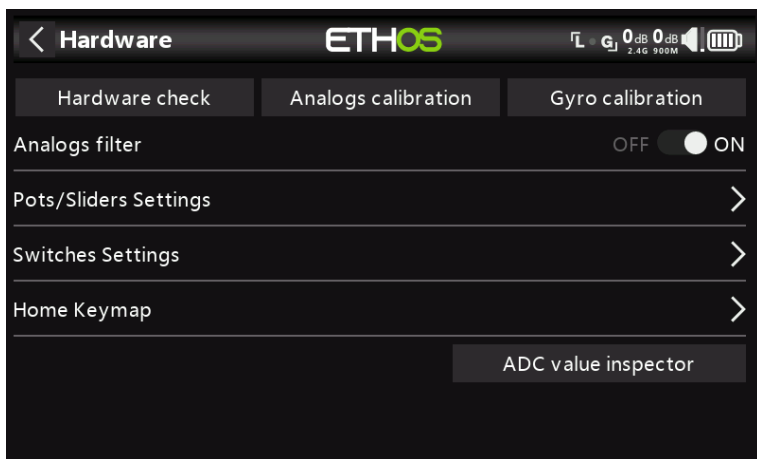 Hardware ETHOS L G 0dB 0dB
2.4G 900M
Hardware check Analogs calibration Gyro calibration
Analogs filter OFF ON
Pots/Sliders Settings
Switches Settings
Home Keymap
ADC value inspector